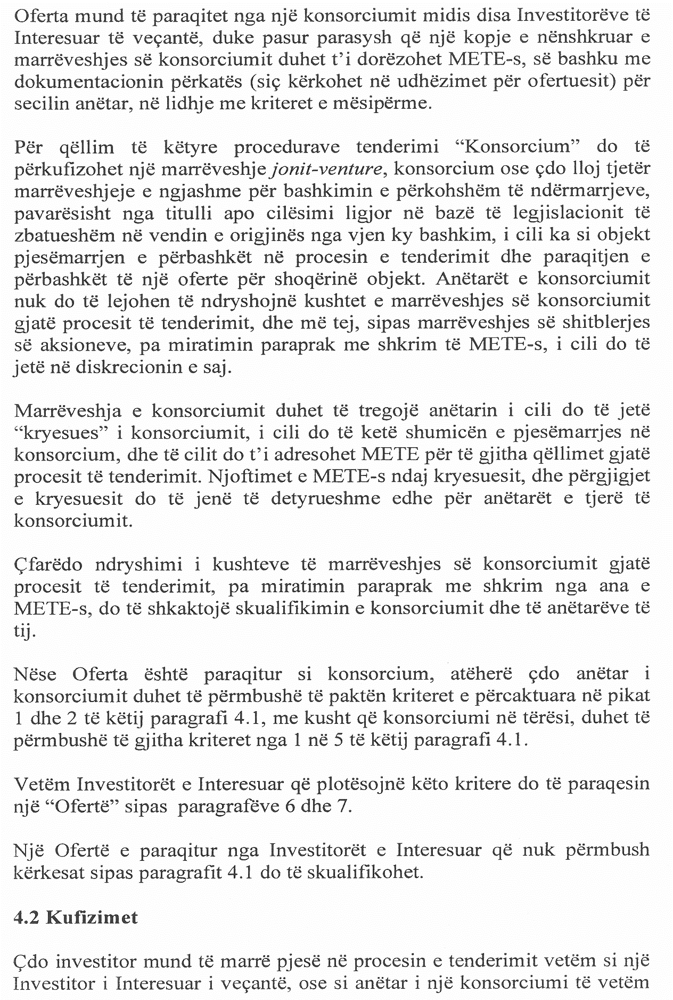 Oferta mund të paraqitet nga një konsorciumit midis disa Investitorëve të
Interesuar të veçantë, duke pasur parasysh që një kopje e nënshkruar e
marrëveshjes së konsorciumit duhet t’i dorëzohet METE-s, së bashku me
dokumentacionin përkatës (siç kërkohet në udhëzimet për ofertuesit) për
secilin anëtar, në lidhje me kriteret e mësipërme.

Për qëllim të këtyre procedurave tenderimi “Konsorcium” do të
përkufizohet një marrëveshje jonit-venture, konsorcium ose çdo lloj tjetër
marrëveshjeje e ngjashme për bashkimin e përkohshëm të ndërmarrjeve,
pavarësisht nga titulli apo cilësimi ligjor në bazë të legjislacionit të
zbatueshëm në vendin e origjinës nga vjen ky bashkim, i cili ka si objekt
pjesëmarrjen e përbashkët në procesin e tenderimit dhe paraqitjen e
përbashkët të një oferte për shoqërinë objekt. Anëtarët e konsorciumit
nuk do të lejohen të ndryshojnë kushtet e marrëveshjes së konsorciumit
gjatë procesit të tenderimit, dhe më tej, sipas marrëveshjes së shitblerjes
së aksioneve, pa miratimin paraprak me shkrim të METE-s, i cili do të
jetë në diskrecionin e saj.

Marrëveshja e konsorciumit duhet të tregojë anëtarin i cili do të jetë
“kryesues” i konsorciumit, i cili do të ketë shumicën e pjesëmarrjes në
konsorcium, dhe të cilit do t’i adresohet METE për të gjitha qëllimet gjatë
procesit të tenderimit. Njoftimet e METE-s ndaj kryesuesit, dhe përgjigjet
e kryesuesit do të jenë të detyrueshme edhe për anëtarët e tjerë të
konsorciumit.

Çfarëdo ndryshimi i kushteve të marrëveshjes së konsorciumit gjatë
procesit të tenderimit, pa miratimin paraprak me shkrim nga ana e
METE-s, do të shkaktojë skualifikimin e konsorciumit dhe të anëtarëve të
tij.

Nëse Oferta është paraqitur si konsorcium, atëherë çdo anëtar i
konsorciumit duhet të përmbushë të paktën kriteret e përcaktuara në pikat
1 dhe 2 të këtij paragrafi 4.1, me kusht që konsorciumi në tërësi, duhet të
përmbushë të gjitha kriteret nga 1 në 5 të këtij paragrafi 4.1.

Vetëm Investitorët e Interesuar që plotësojnë këto kritere do të paraqesin
një “Ofertë” sipas paragrafëve 6 dhe 7.

Një Ofertë e paraqitur nga Investitorët e Interesuar që nuk përmbush
kërkesat sipas paragrafit 4.1 do të skualifikohet.

4.2 Kufizimet

Çdo investitor mund të marrë pjesë në procesin e tenderimit vetëm si një
Investitor i Interesuar i veçantë, ose si anëtar i një konsorciumi të vetëm